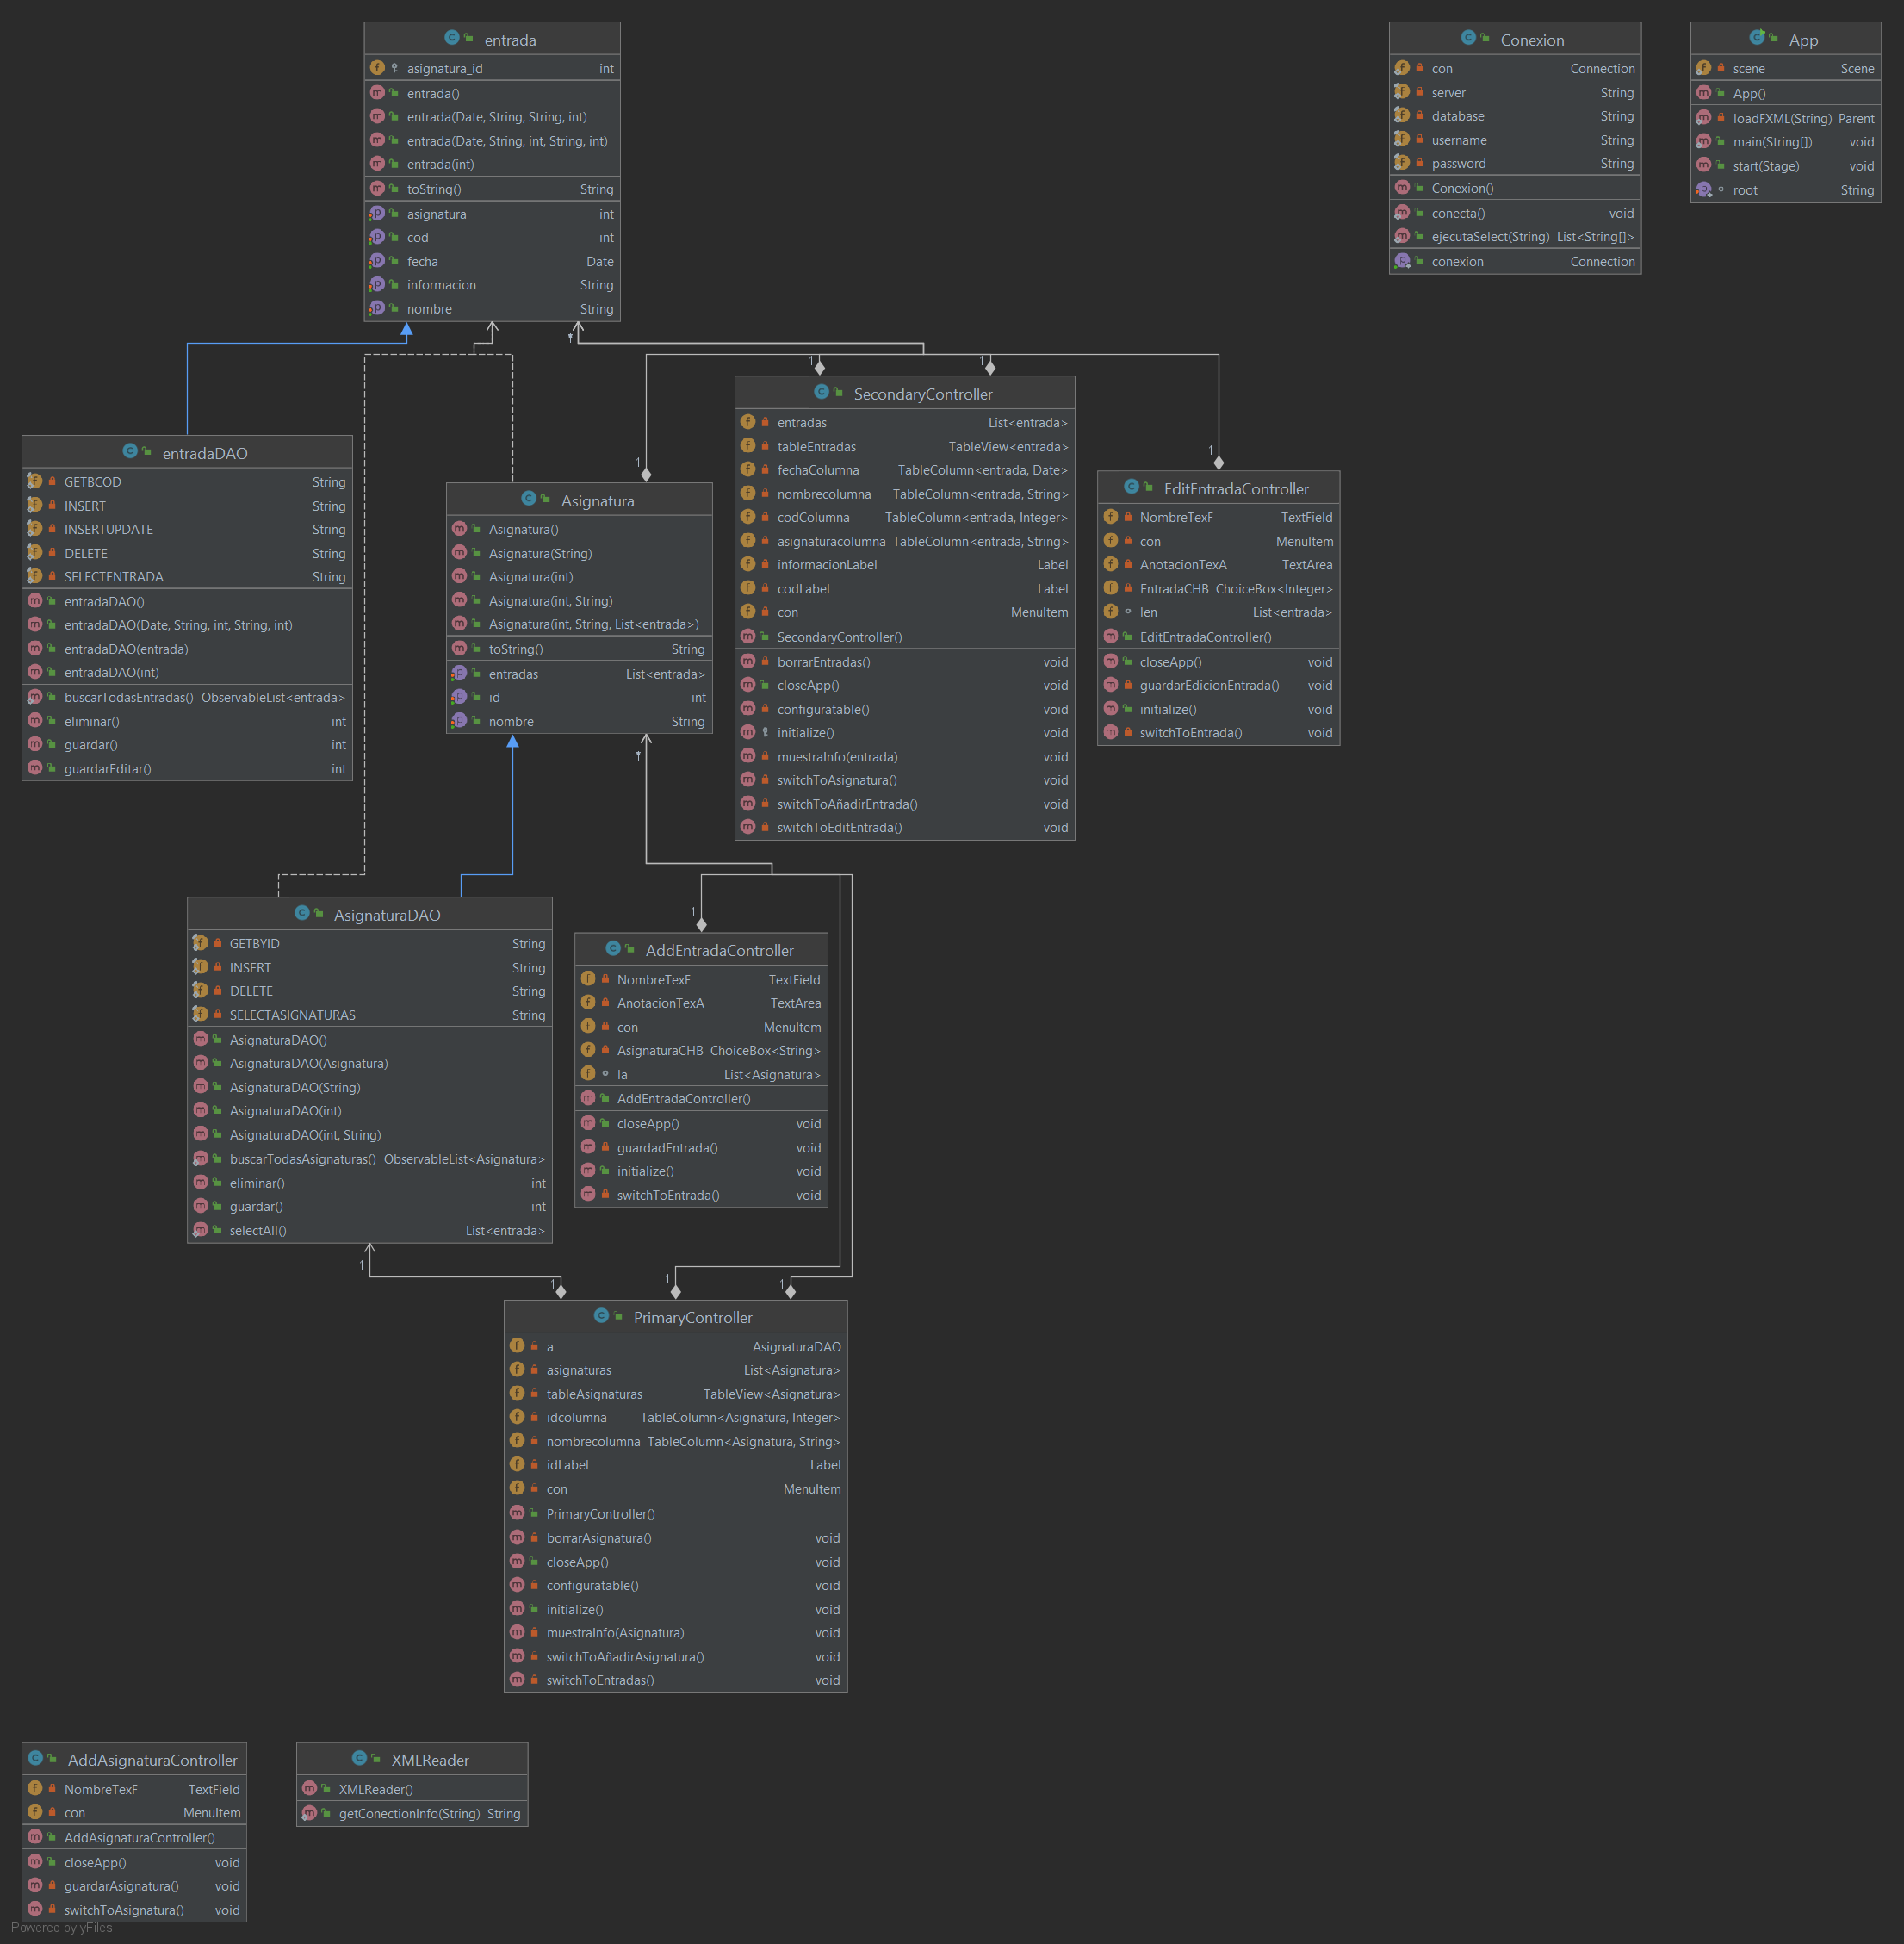 entrada
asignatura_id int
entrada()
entrada(Date, String, String, int)
entrada(Date, String, int, String, int)
entrada(int)
toString() String
asignatura int
cod int
fecha Date
informacion String
nombre String
Conexion
con Connection
server String
database String
username String
password String
Conexion()
conecta() void
ejecutaSelect(String) List<String[]>
conexion Connection
App
scene Scene
App()
loadFXML(String) Parent
main(String[]) void
start(Stage) void
root String
*
1
1
1
1
entradaDAO
GETBCOD String
INSERT String
INSERTUPDATE String
DELETE String
SELECTENTRADA String
entradaDAO()
entradaDAO(Date, String, int, String, int)
entradaDAO(entrada)
entradaDAO(int)
buscarTodasEntradas() ObservableList<entrada>
eliminar() int
guardar() int
guardarEditar() int
Asignatura
Asignatura()
Asignatura(String)
Asignatura(int)
Asignatura(int, String)
Asignatura(int, String, List<entrada>)
toString() String
entradas List<entrada>
id int
nombre String
SecondaryController
entradas List<entrada>
tableEntradas TableView<entrada>
fechaColumna TableColumn<entrada, Date>
nombrecolumna TableColumn<entrada, String>
codColumna TableColumn<entrada, Integer>
asignaturacolumna TableColumn<entrada, String>
informacionLabel Label
codLabel Label
con MenuItem
SecondaryController()
borrarEntradas() void
closeApp() void
configuratable() void
initialize() void
muestraInfo(entrada) void
switchToAsignatura() void
switchToAñadirEntrada() void
switchToEditEntrada() void
EditEntradaController
NombreTexF TextField
con MenuItem
AnotacionTexA TextArea
EntradaCHB ChoiceBox<Integer>
len List<entrada>
EditEntradaController()
closeApp() void
guardarEdicionEntrada() void
initialize() void
switchToEntrada() void
*
1
AsignaturaDAO
GETBYID String
INSERT String
DELETE String
SELECTASIGNATURAS String
AsignaturaDAO()
AsignaturaDAO(Asignatura)
AsignaturaDAO(String)
AsignaturaDAO(int)
AsignaturaDAO(int, String)
buscarTodasAsignaturas() ObservableList<Asignatura>
eliminar() int
guardar() int
selectAll() List<entrada>
AddEntradaController
NombreTexF TextField
AnotacionTexA TextArea
con MenuItem
AsignaturaCHB ChoiceBox<String>
la List<Asignatura>
AddEntradaController()
closeApp() void
guardadEntrada() void
initialize() void
switchToEntrada() void
1
1
1
1
PrimaryController
a AsignaturaDAO
asignaturas List<Asignatura>
tableAsignaturas TableView<Asignatura>
idcolumna TableColumn<Asignatura, Integer>
nombrecolumna TableColumn<Asignatura, String>
idLabel Label
con MenuItem
PrimaryController()
borrarAsignatura() void
closeApp() void
configuratable() void
initialize() void
muestraInfo(Asignatura) void
switchToAñadirAsignatura() void
switchToEntradas() void
AddAsignaturaController
NombreTexF TextField
con MenuItem
AddAsignaturaController()
closeApp() void
guardarAsignatura() void
switchToAsignatura() void
XMLReader
XMLReader()
getConectionInfo(String) String
Powered by yFiles